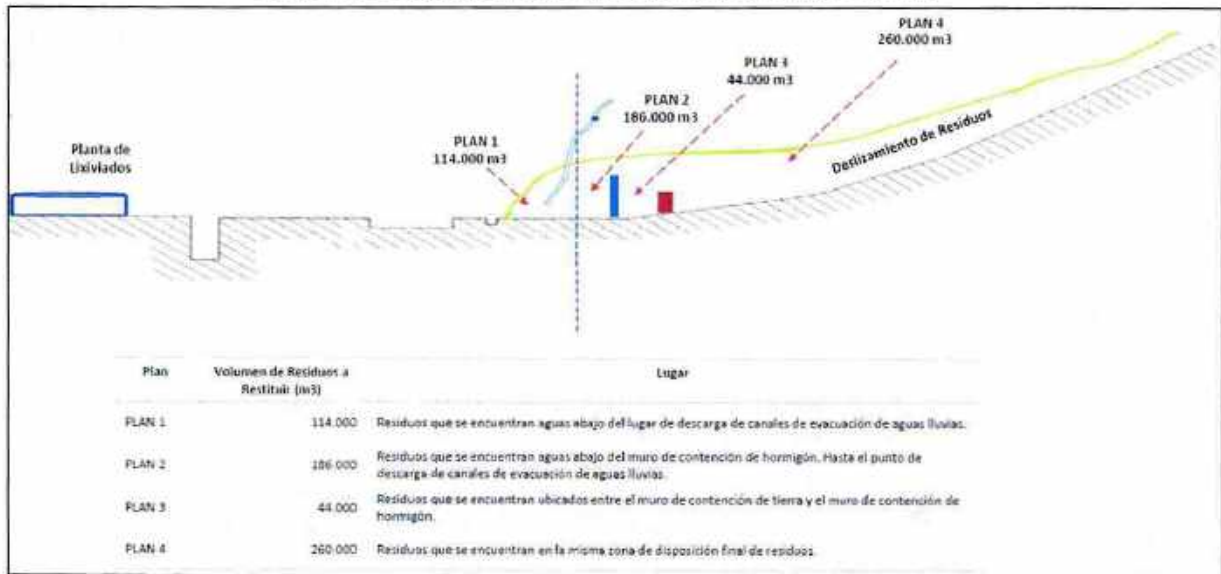 PLAN 4
260.000 m3
PLAN 3
44.000 m3
PLAN 2
186.000 m3
PLAN 1
114.000 m3
Planta de
Lixiviados
Deslizamiento de Residuos
Plan Volumen de Residuos a Lugar
Restituir (m3)
PLAN 1 114.000 Residuos que se encuentran aguas abajo del lugar de descarga de canales de evacuación de aguas lluvias.
PLAN 2 186.000 Residuos que se encuentran aguas abajo del muro de contención de hormigón. Hasta el punto de
descarga de canales de evacuación de aguas lluvias.
PLAN 3 44.000 Residuos que se encuentran ubicados entre el muro de contención de tierra y el muro de contención de
hormigón.
PLAN 4 260.000 Residuos que se encuentran en la misma zona de disposición final de residuos.